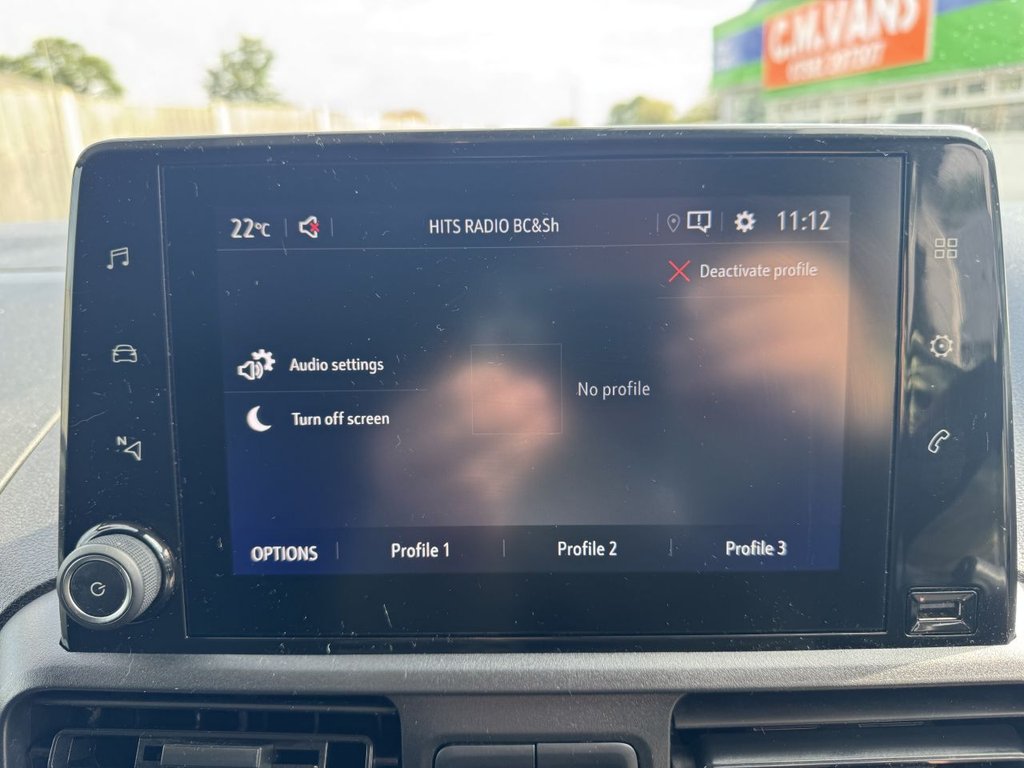 C.M.VANS
22°C
HITS RADIO BC&Sh
11:12
Deactivate profile
Audio settings
No profile
Turn off screen
N
OPTIONS
Profile 1
Profile 2
Profile 3